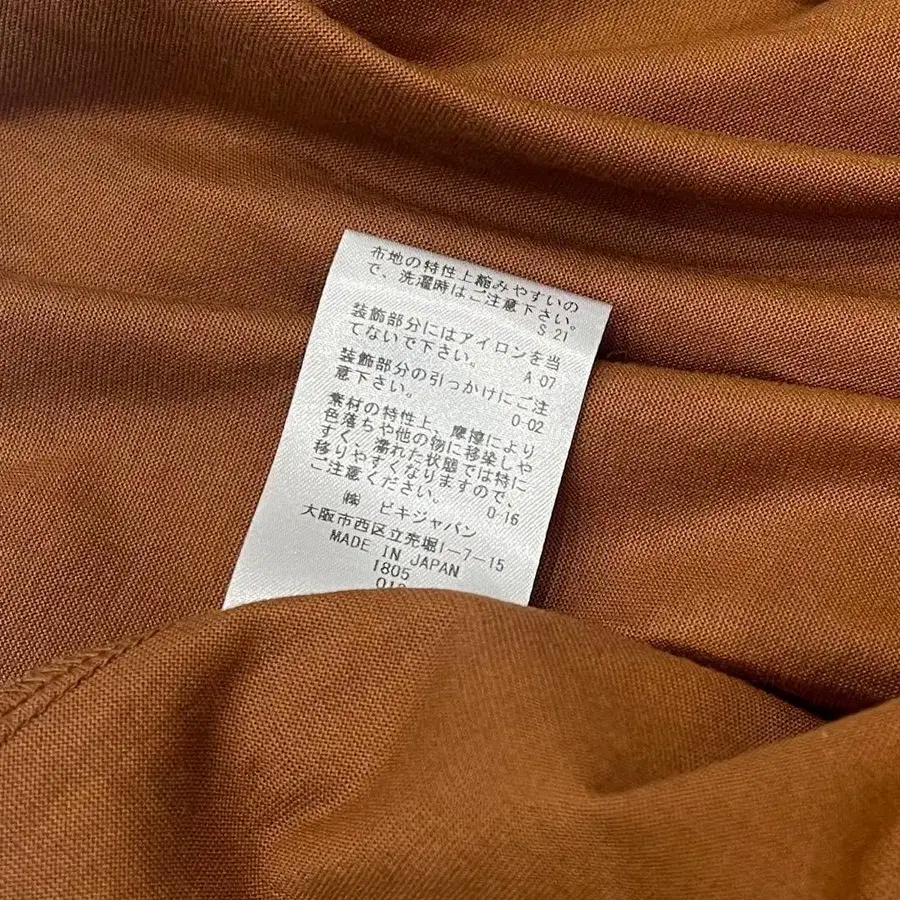 布地の特性上縮みやすいの
で、洗濯時はご注意下さい。
S 21
装飾部分にはアイロンを当
てないで下さい。
A 07
装飾部分の引っかけにご注
意下さい。
0-02
素材の特性上、摩擦により
色落ちや他の物に移染しや
すく、濡れた状態では特に
移りやすくなりますので、
ご注意ください。
0-16
㈱ ビキジャパン
大阪市西区立売堀1-7-15
MADE IN JAPAN
1805